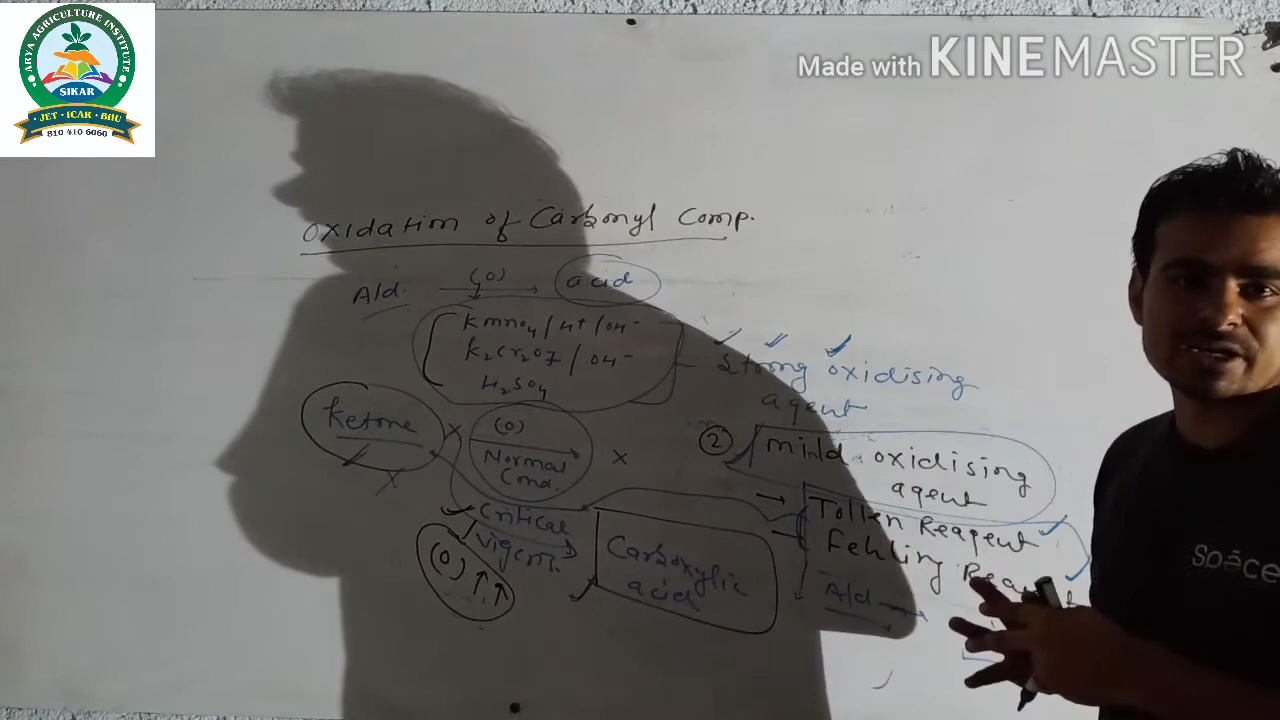 ARYA AGRICULTURE INSTITUTE
SIKAR
· JET · ICAR · BHU ·
810 410 6060
Made with KINEMASTER
Oxidation of Carbonyl Comp.
Ald. (O) acid
KMnO4 / H+ / OH-
K2Cr2O7 / OH-
H2SO4
Strong oxidising
agent
Ketone × (O) ×
Normal
Cond.
×
Critical
(O) ↑↑
Carboxylic
acid
② mild oxidising
agent
→ Tollen Reagent
Fehling
Ald
Space